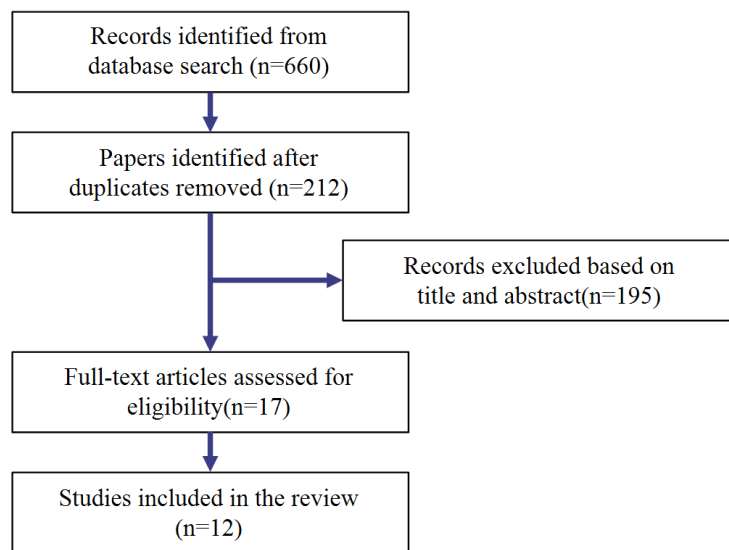 Records identified from
database search (n=660)
Papers identified after
duplicates removed (n=212)
Records excluded based on
title and abstract(n=195)
Full-text articles assessed for
eligibility(n=17)
Studies included in the review
(n=12)